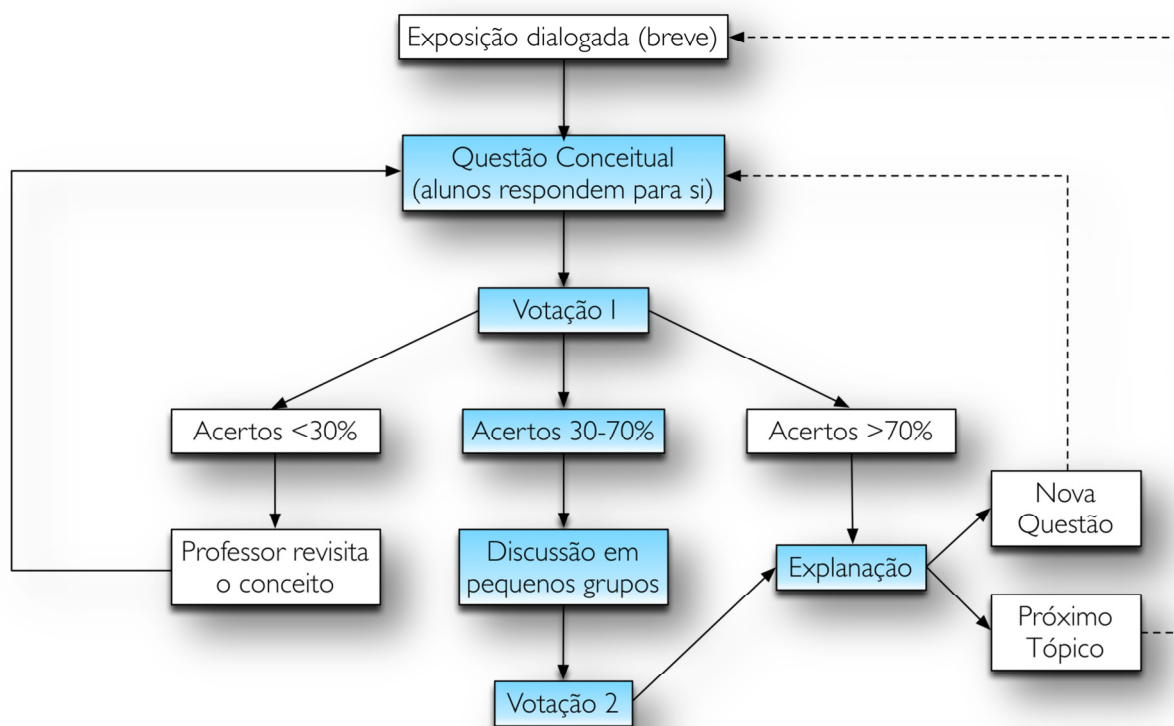 Exposição dialogada (breve)
Questão Conceitual
(alunos respondem para si)
Votação I
Acertos <30%
Acertos 30-70%
Acertos >70%
Professor revisita
o conceito
Discussão em
pequenos grupos
Explanação
Nova
Questão
Próximo
Tópico
Votação 2